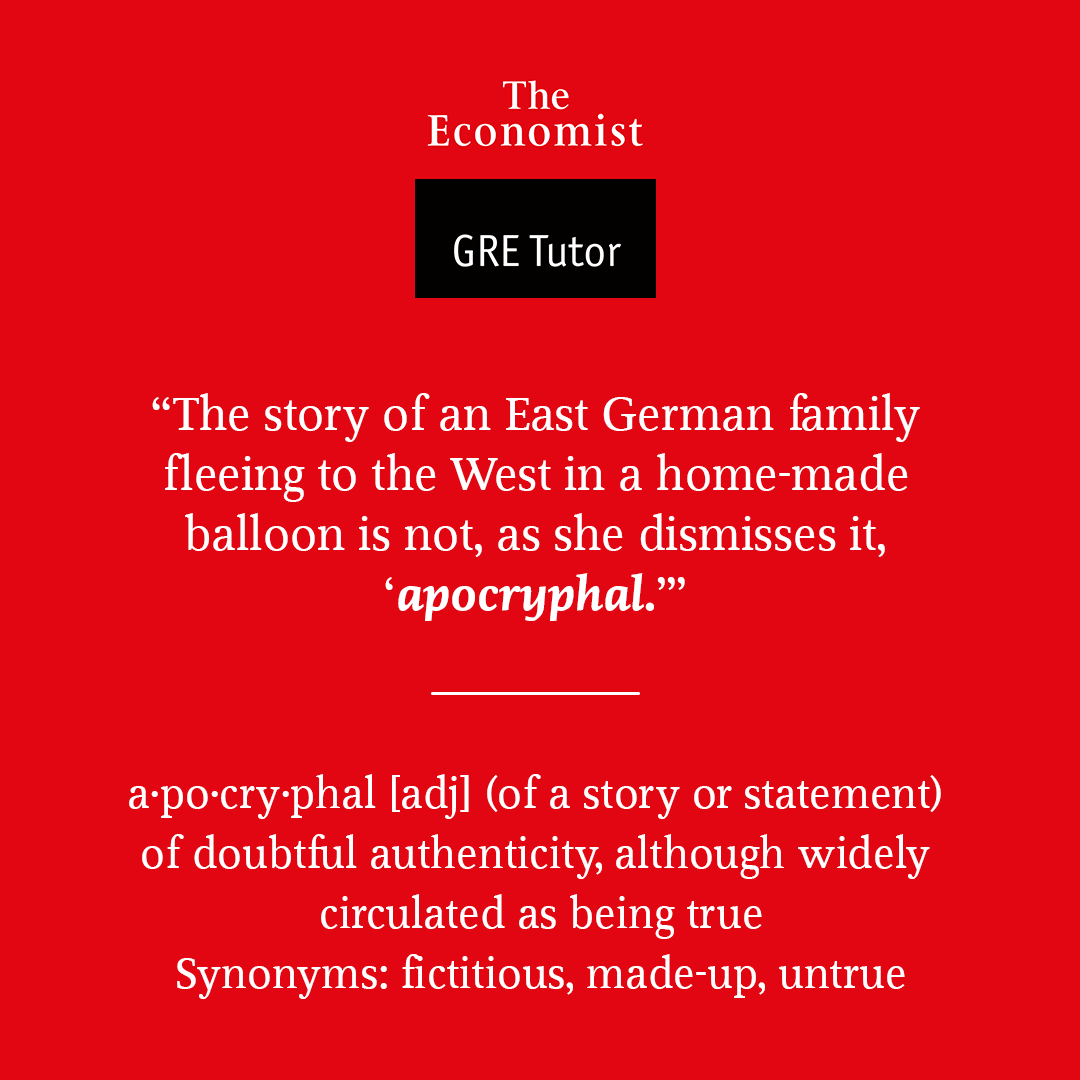 The
Economist
GRE Tutor
“The story of an East German family
fleeing to the West in a home-made
balloon is not, as she dismisses it,
‘apocryphal.’”
a·po·cry·phal [adj] (of a story or statement)
of doubtful authenticity, although widely
circulated as being true
Synonyms: fictitious, made-up, untrue